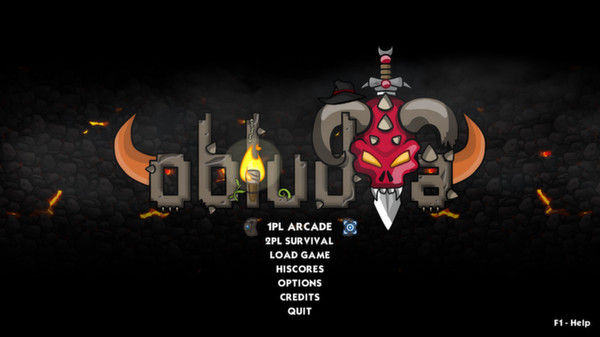 obludia
1PL ARCADE
2PL SURVIVAL
LOAD GAME
HISCORES
OPTIONS
CREDITS
QUIT
F1 - Help